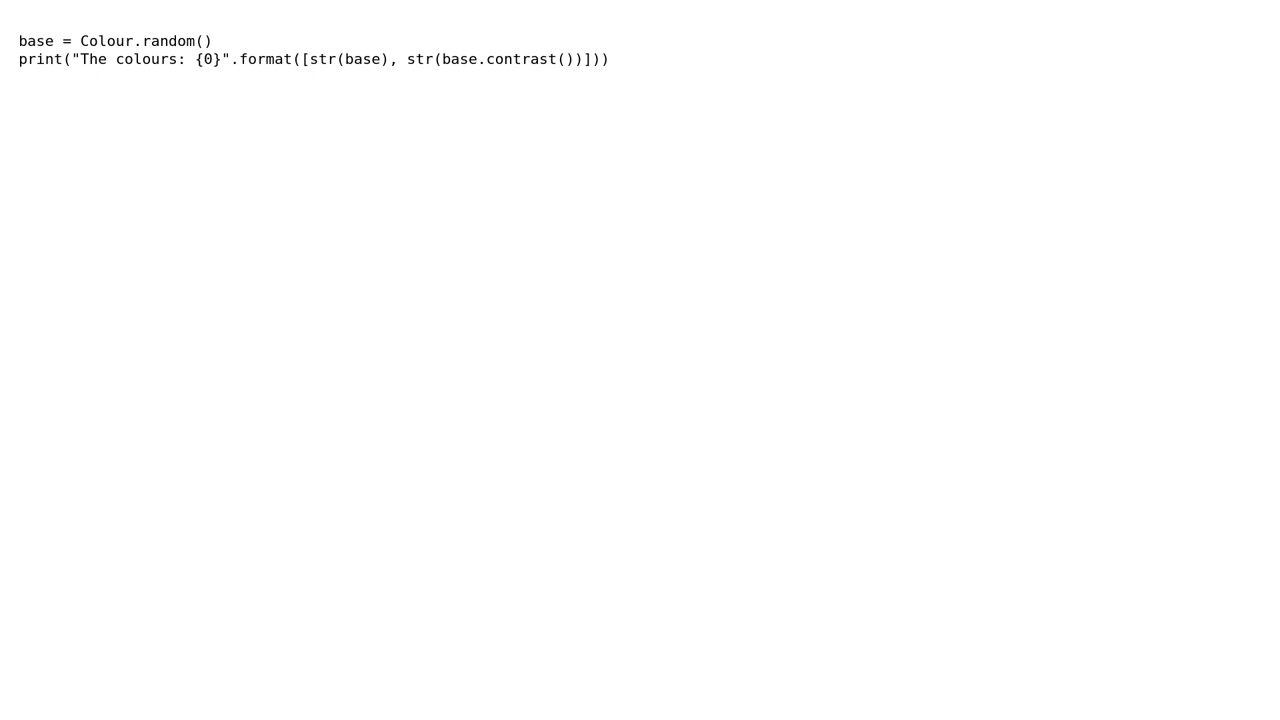 base = Colour.random()
print("The colours: {0}".format([str(base), str(base.contrast())]))